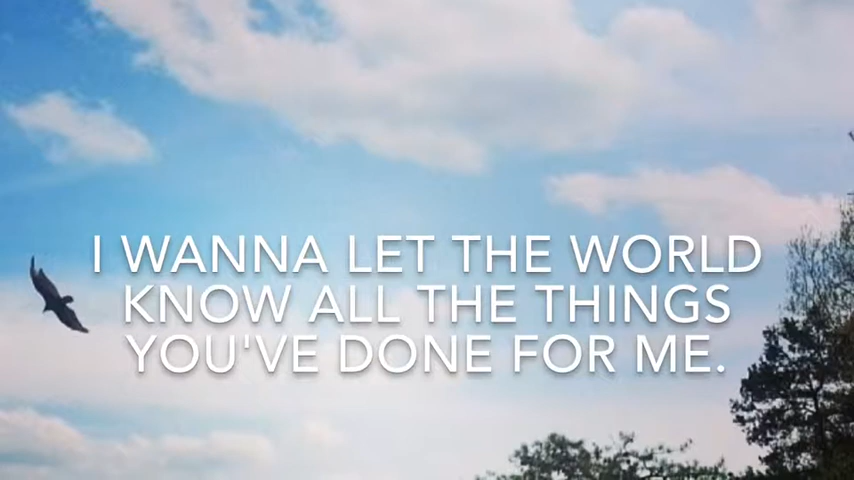 I WANNA LET THE WORLD
KNOW ALL THE THINGS
YOU'VE DONE FOR ME.